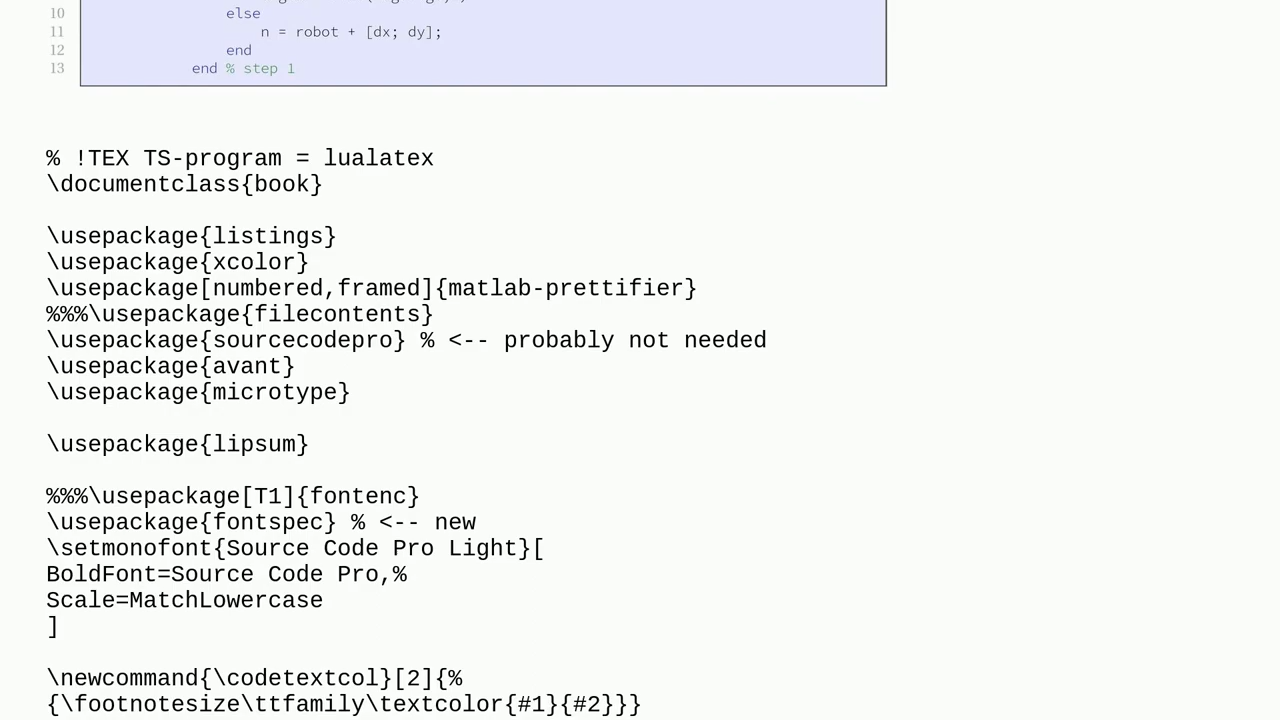 10 else
11 n = robot + [dx; dy];
12 end
13 end % step 1
% !TEX TS-program = lualatex
\documentclass{book}
\usepackage{listings}
\usepackage{xcolor}
\usepackage[numbered,framed]{matlab-prettifier}
%%%\usepackage{filecontents}
\usepackage{sourcecodepro} % <-- probably not needed
\usepackage{avant}
\usepackage{microtype}
\usepackage{lipsum}
%%%\usepackage[T1]{fontenc}
\usepackage{fontspec} % <-- new
\setmonofont{Source Code Pro Light}[
BoldFont=Source Code Pro,%
Scale=MatchLowercase
]
\newcommand{\codetextcol}[2]{%
{\footnotesize\ttfamily\textcolor{#1}{#2}}}